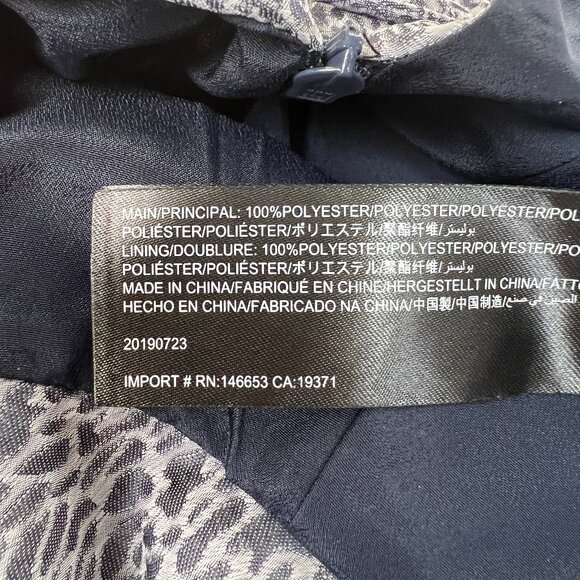 MAIN/PRINCIPAL: 100%POLYESTER/POLYESTER/POLYESTER/POL
POLIÉSTER/POLIÉSTER/ポリエステル/聚酯纤维/بوليستر
LINING/DOUBLURE: 100%POLYESTER/POLYESTER/POLYESTER/PO
POLIÉSTER/POLIÉSTER/ポリエステル/聚酯纤维/بوليستر
MADE IN CHINA/FABRIQUÉ EN CHINE/HERGESTELLT IN CHINA/FATTO
HECHO EN CHINA/FABRICADO NA CHINA/中国製/中国制造/صنع في الصين
20190723
IMPORT # RN:146653 CA:19371